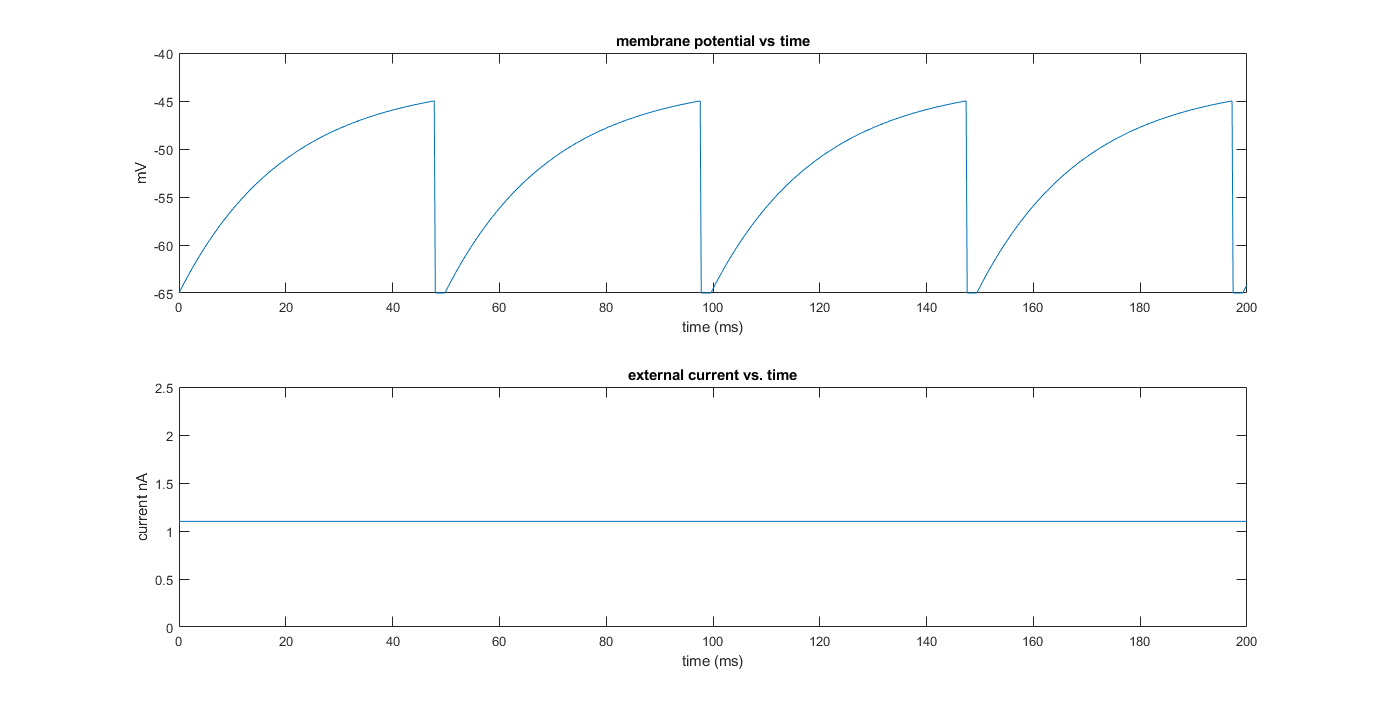 membrane potential vs time
-40
-45
-50
-55
-60
-65
mV
0 20 40 60 80 100 120 140 160 180 200
time (ms)
external current vs. time
2.5
2
1.5
1
0.5
0
current nA
0 20 40 60 80 100 120 140 160 180 200
time (ms)